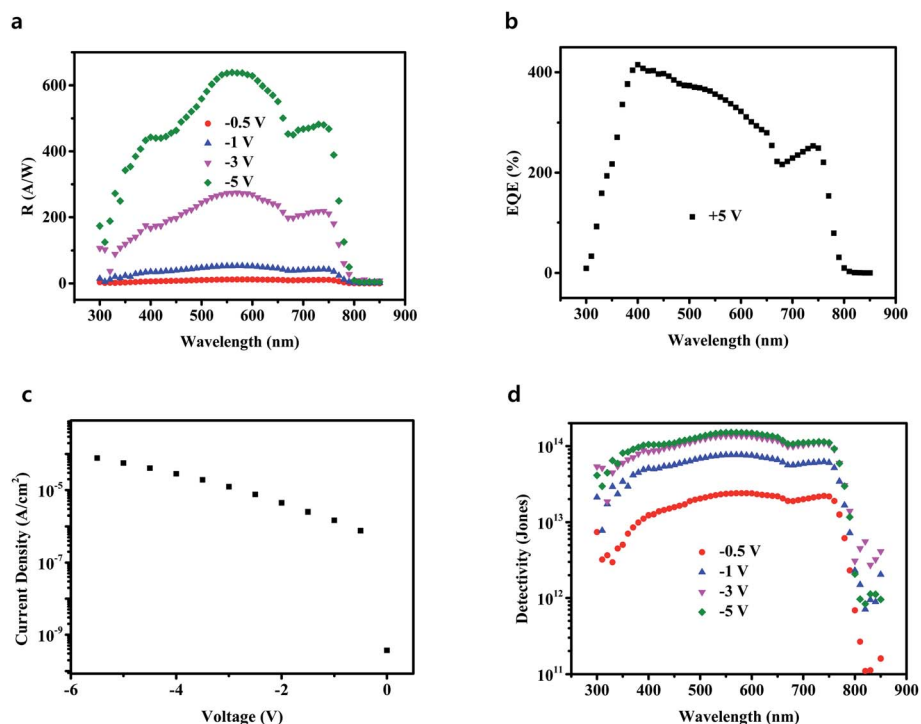 a
R (A/W)
600
400
200
0
-0.5 V
-1 V
-3 V
-5 V
300 400 500 600 700 800 900
Wavelength (nm)
b
EQE (%)
400
200
0
+5 V
300 400 500 600 700 800 900
Wavelength (nm)
c
Current Density (A/cm²)
10⁻⁵
10⁻⁷
10⁻⁹
-6 -4 -2 0
Voltage (V)
d
Detectivity (Jones)
10¹⁴
10¹³
10¹²
10¹¹
-0.5 V
-1 V
-3 V
-5 V
300 400 500 600 700 800 900
Wavelength (nm)